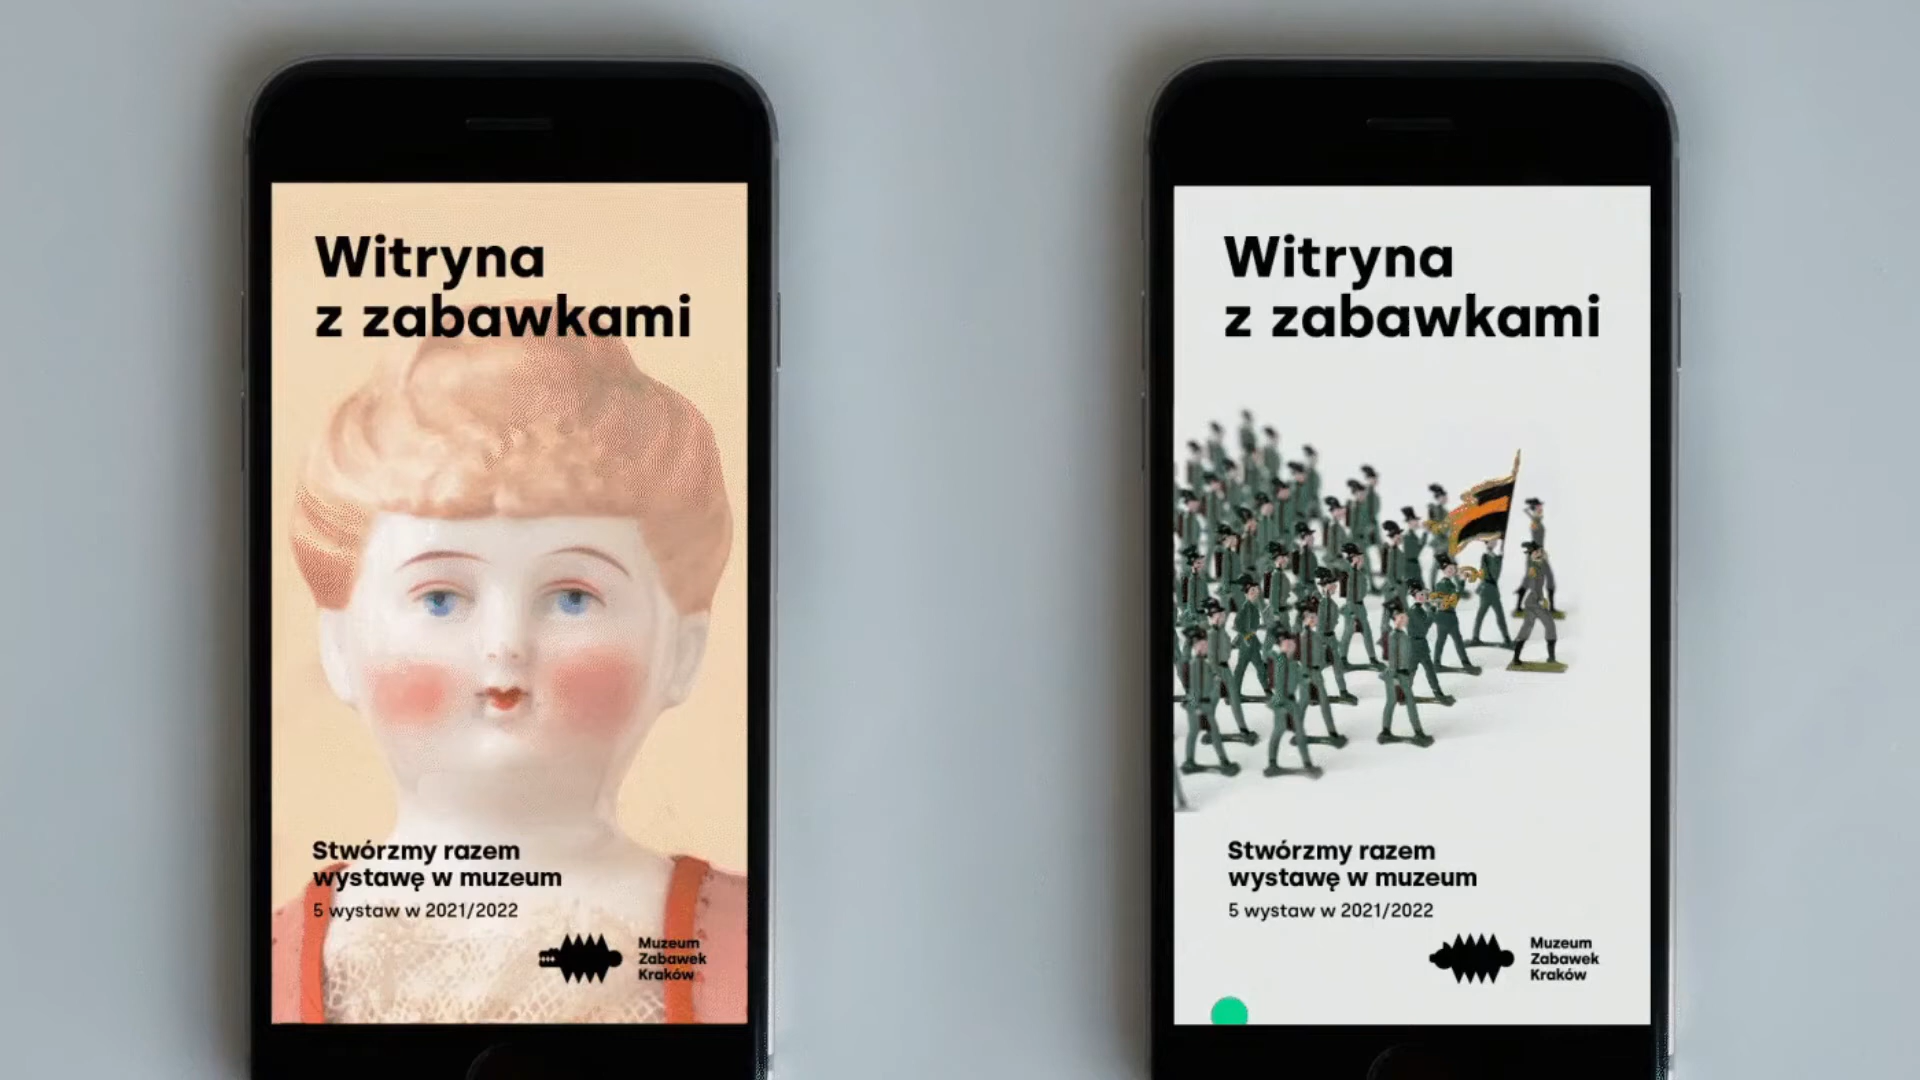 Witryna
z zabawkami
Stwórzmy razem
wystawę w muzeum
5 wystaw w 2021/2022
Muzeum
Zabawek
Kraków
Witryna
z zabawkami
Stwórzmy razem
wystawę w muzeum
5 wystaw w 2021/2022
Muzeum
Zabawek
Kraków